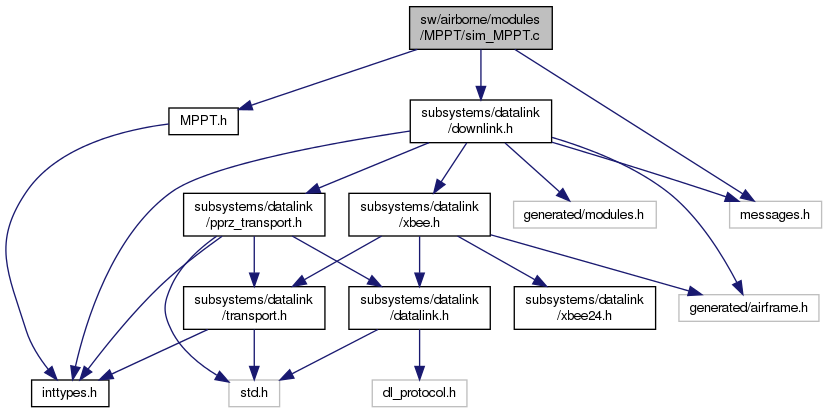 sw/airborne/modules
/MPPT/sim_MPPT.c
MPPT.h
subsystems/datalink
/downlink.h
subsystems/datalink
/pprz_transport.h
subsystems/datalink
/xbee.h
generated/modules.h
messages.h
subsystems/datalink
/transport.h
subsystems/datalink
/datalink.h
subsystems/datalink
/xbee24.h
generated/airframe.h
inttypes.h
std.h
dl_protocol.h